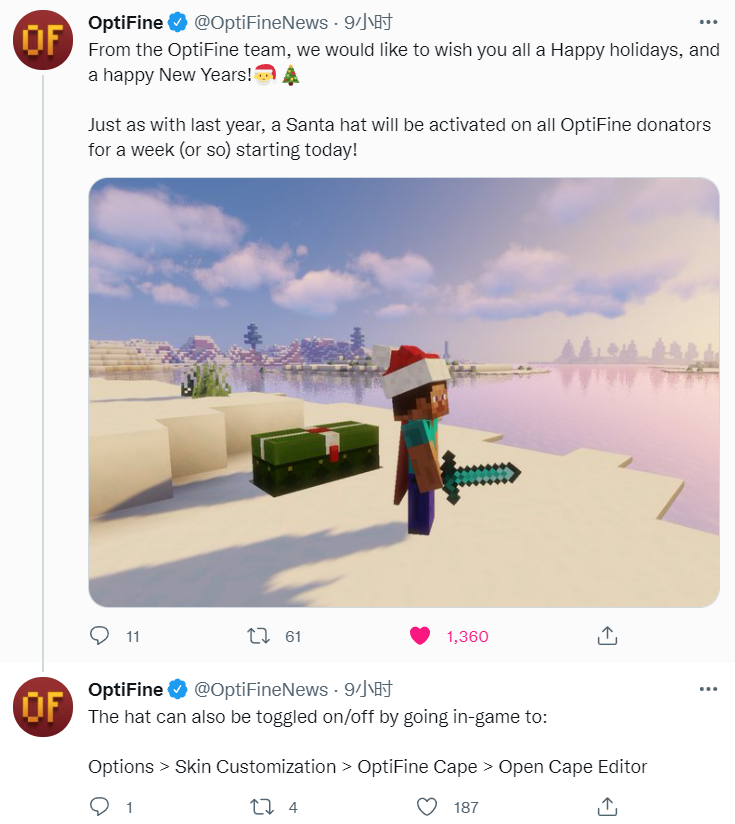 OF
OptiFine @OptiFineNews · 9小时
From the OptiFine team, we would like to wish you all a Happy holidays, and
a happy New Years!🎅🎄
Just as with last year, a Santa hat will be activated on all OptiFine donators
for a week (or so) starting today!
11 61 1,360
OF
OptiFine @OptiFineNews · 9小时
The hat can also be toggled on/off by going in-game to:
Options > Skin Customization > OptiFine Cape > Open Cape Editor
1 4 187